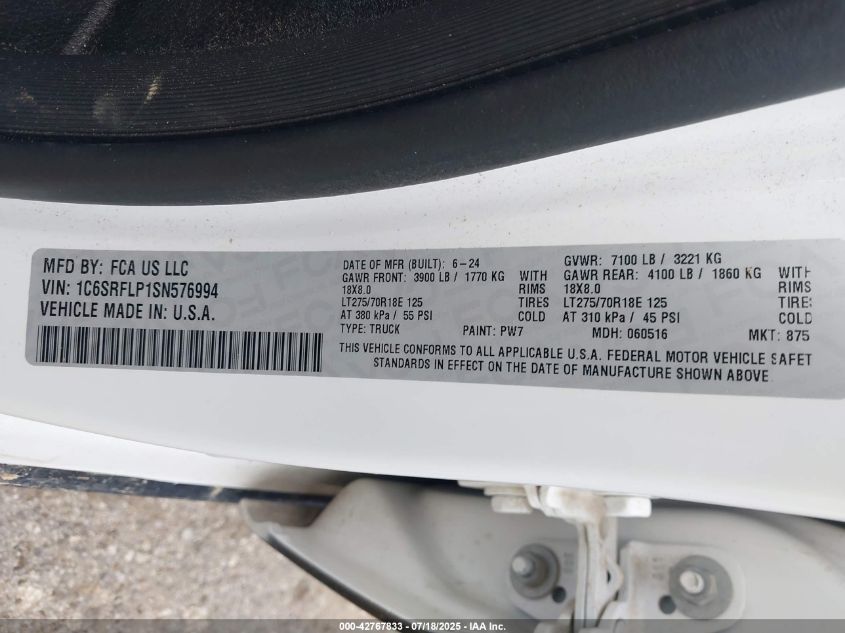 MFD BY: FCA US LLC
VIN: 1C6SRFLP1SN576994
VEHICLE MADE IN: U.S.A.
DATE OF MFR (BUILT): 6-24 GVWR: 7100 LB / 3221 KG
GAWR FRONT: 3900 LB / 1770 KG WITH GAWR REAR: 4100 LB / 1860 KG WITH
18X8.0 RIMS 18X8.0 RIMS
LT275/70R18E 125 TIRES LT275/70R18E 125 TIRES
AT 380 kPa / 55 PSI COLD AT 310 kPa / 45 PSI COLD
TYPE: TRUCK PAINT: PW7 MDH: 060516 MKT: 875
THIS VEHICLE CONFORMS TO ALL APPLICABLE U.S.A. FEDERAL MOTOR VEHICLE SAFET
STANDARDS IN EFFECT ON THE DATE OF MANUFACTURE SHOWN ABOVE.
000-42767833 - 07/18/2025 - IAA Inc.